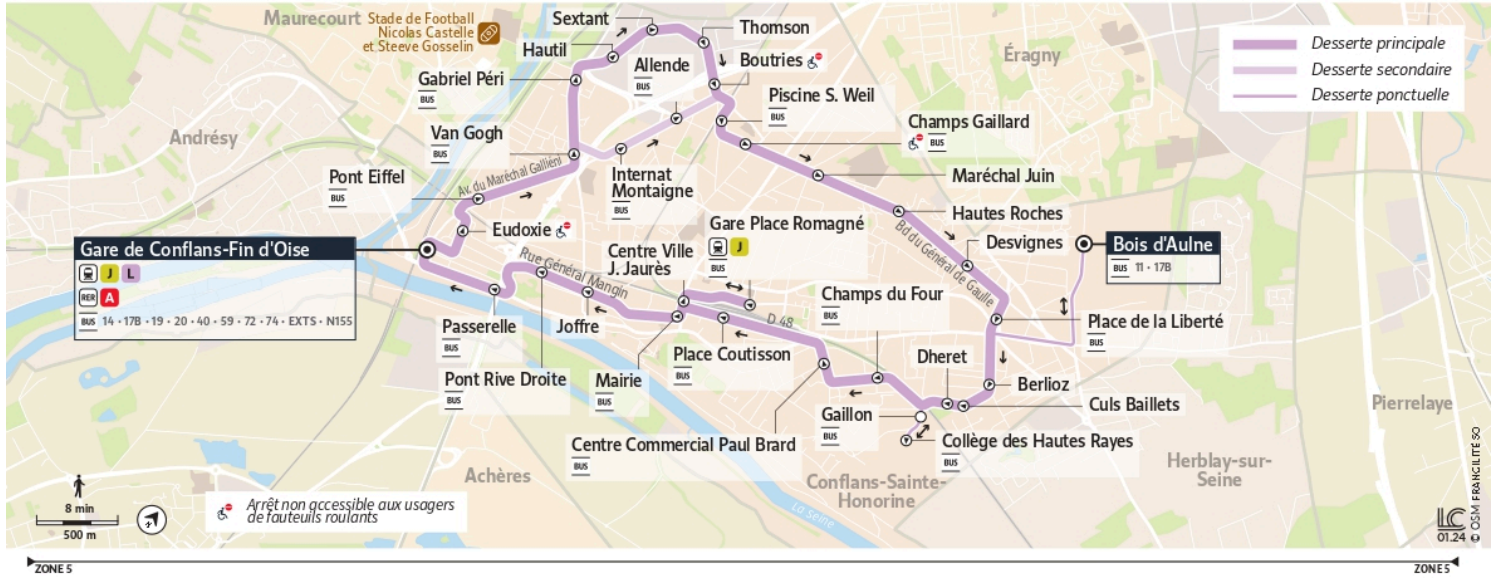 Maurecourt
Stade de Football
Nicolas Castelle
et Steeve Gosselin
Sextant
Hautil
Thomson
Éragny
Desserte principale
Desserte secondaire
Desserte ponctuelle
Gabriel Péri
BUS
Allende
BUS
Boutries
Piscine S. Weil
BUS
Andrésy
Van Gogh
BUS
Champs Gaillard
BUS
Av. du Maréchal Galliéni
Pont Eiffel
BUS
Internat
Montaigne
BUS
Maréchal Juin
Hautes Roches
Eudoxie
Gare Place Romagné
J
BUS
Bd du Général de Gaulle
Desvignes
Bois d'Aulne
BUS 11 • 17B
Gare de Conflans-Fin d'Oise
J L
RER A
BUS 14 • 17B • 19 • 20 • 40 • 59 • 72 • 74 • EXTS • N155
Rue Général Mangin
Centre Ville
J. Jaurès
Champs du Four
BUS
D 48
Passerelle
BUS
Joffre
Place de la Liberté
BUS
Place Coutisson
BUS
Dheret
Pont Rive Droite
BUS
Mairie
BUS
Berlioz
Culs Baillets
Gaillon
BUS
Pierrelaye
Centre Commercial Paul Brard
BUS
Collège des Hautes Rayes
BUS
Achères
Conflans-Sainte-
Honorine
Herblay-sur-
Seine
La Seine
8 min
500 m
Arrêt non accessible aux usagers
de fauteuils roulants
LC
01.24
© OSM FRANCILITÉ SO
ZONE 5
ZONE 5